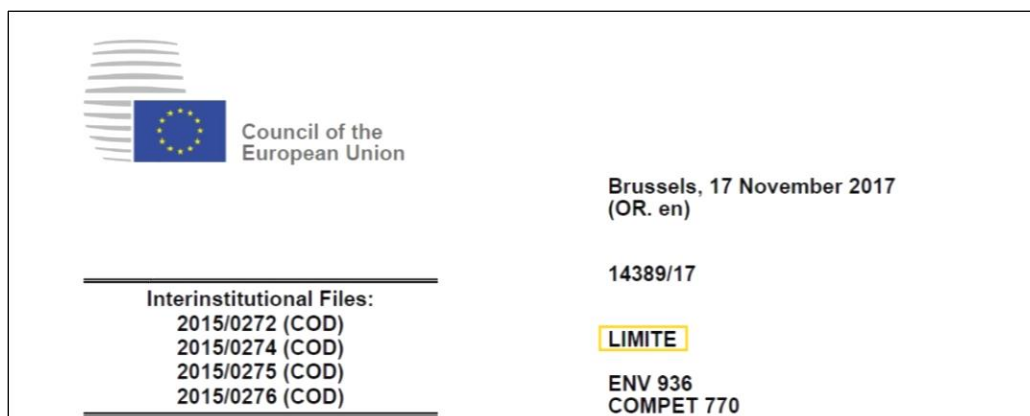 Council of the
European Union
Brussels, 17 November 2017
(OR. en)
14389/17
Interinstitutional Files:
2015/0272 (COD)
2015/0274 (COD)
2015/0275 (COD)
2015/0276 (COD)
LIMITE
ENV 936
COMPET 770